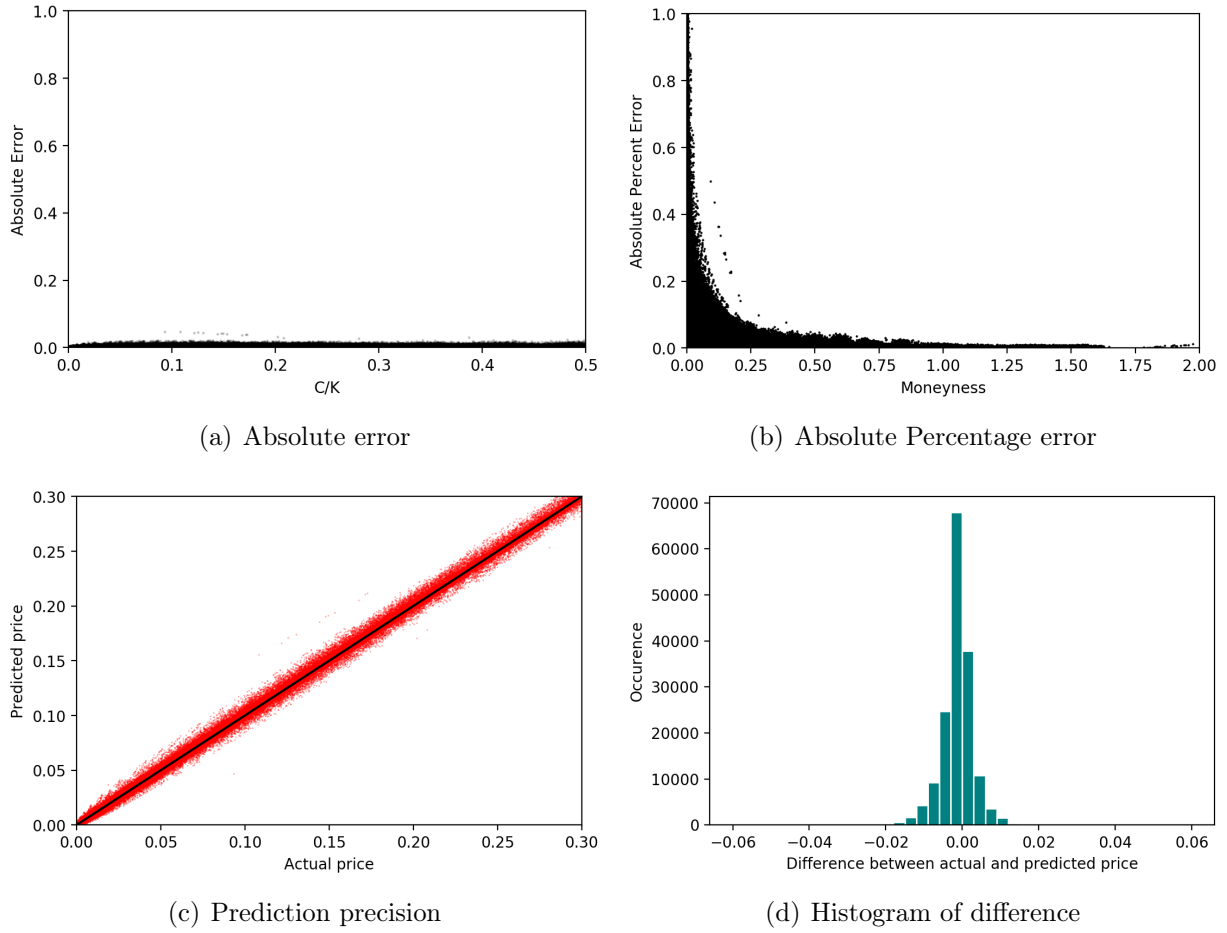 1.0
0.8
0.6
0.4
0.2
0.0
Absolute Error
0.0 0.1 0.2 0.3 0.4 0.5
C/K
(a) Absolute error
1.0
0.8
0.6
0.4
0.2
0.0
Absolute Percent Error
0.00 0.25 0.50 0.75 1.00 1.25 1.50 1.75 2.00
Moneyness
(b) Absolute Percentage error
0.30
0.25
0.20
0.15
0.10
0.05
0.00
Predicted price
0.00 0.05 0.10 0.15 0.20 0.25 0.30
Actual price
(c) Prediction precision
70000
60000
50000
40000
30000
20000
10000
0
Occurence
−0.06 −0.04 −0.02 0.00 0.02 0.04 0.06
Difference between actual and predicted price
(d) Histogram of difference